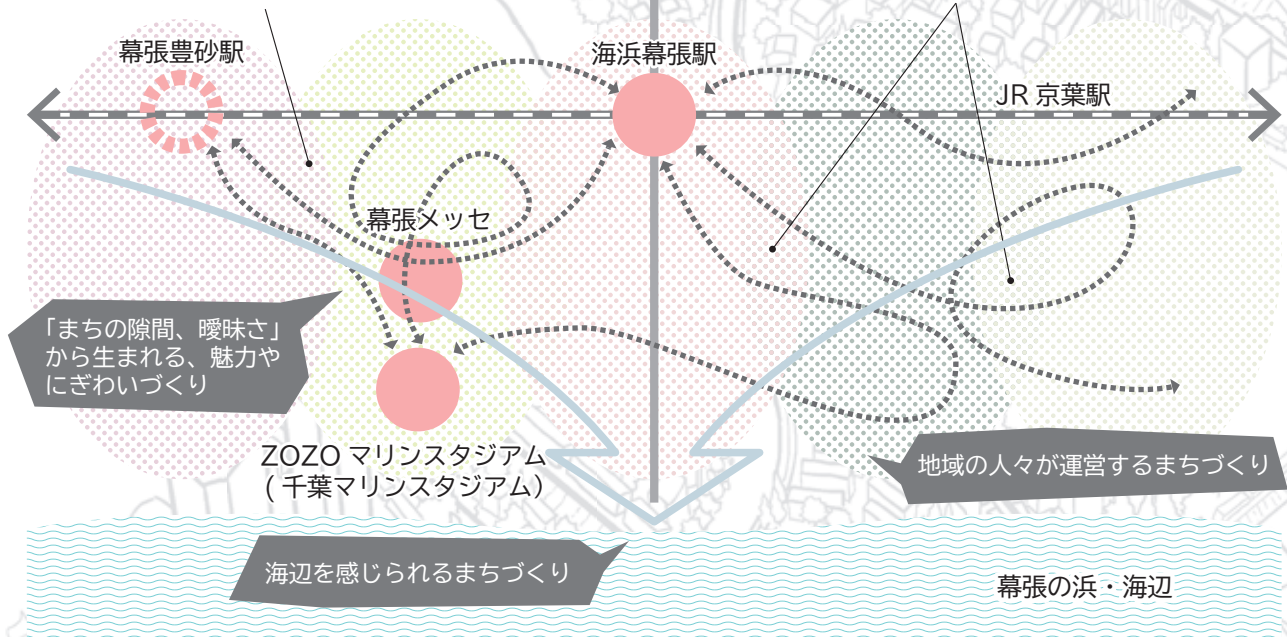 幕張豊砂駅
海浜幕張駅
JR 京葉駅
幕張メッセ
「まちの隙間、曖昧さ」
から生まれる、魅力や
にぎわいづくり
ZOZO マリンスタジアム
( 千葉マリンスタジアム）
地域の人々が運営するまちづくり
海辺を感じられるまちづくり
幕張の浜・海辺